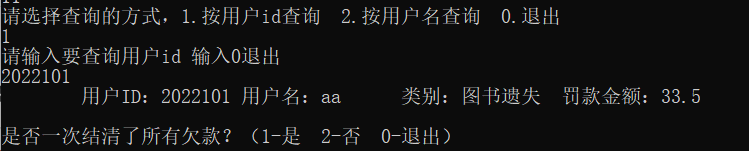 请选择查询的方式，1.按用户id查询  2.按用户名查询  0.退出
1
请输入要查询用户id 输入0退出
2022101
用户ID：2022101 用户名：aa      类别：图书遗失  罚款金额：33.5
是否一次结清了所有欠款？（1-是  2-否  0-退出）